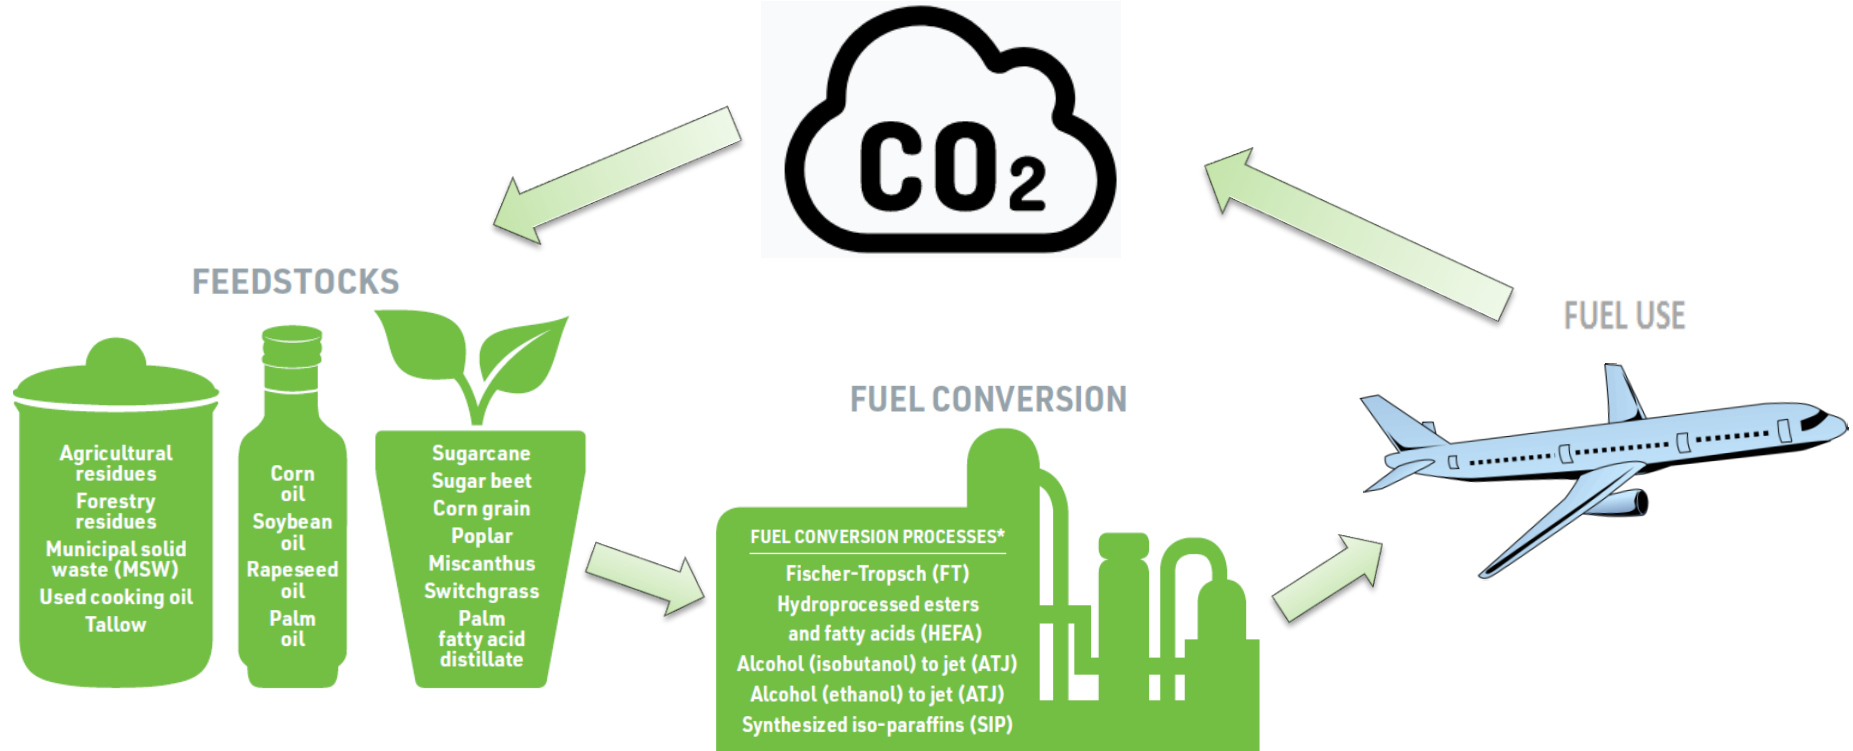 CO2
FEEDSTOCKS
Agricultural
residues
Forestry
residues
Municipal solid
waste (MSW)
Used cooking oil
Tallow
Corn
oil
Soybean
oil
Rapeseed
oil
Palm
oil
Sugarcane
Sugar beet
Corn grain
Poplar
Miscanthus
Switchgrass
Palm
fatty acid
distillate
FUEL CONVERSION
FUEL CONVERSION PROCESSES*
Fischer-Tropsch (FT)
Hydroprocessed esters
and fatty acids (HEFA)
Alcohol (isobutanol) to jet (ATJ)
Alcohol (ethanol) to jet (ATJ)
Synthesized iso-paraffins (SIP)
FUEL USE